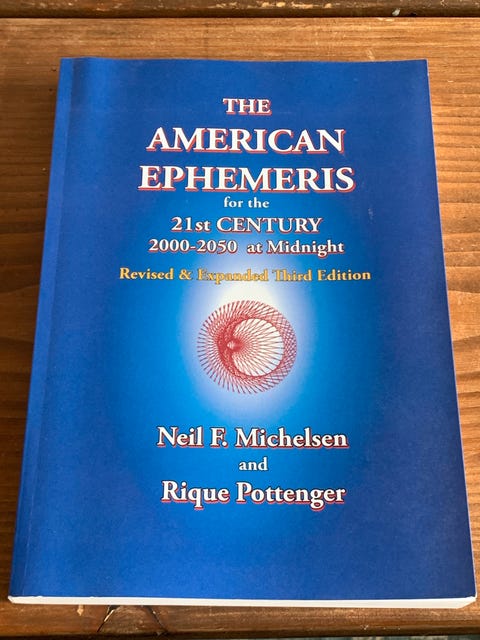 THE
AMERICAN
EPHEMERIS
for the
21st CENTURY
2000-2050 at Midnight
Revised & Expanded Third Edition
Neil F. Michelsen
and
Rique Pottenger